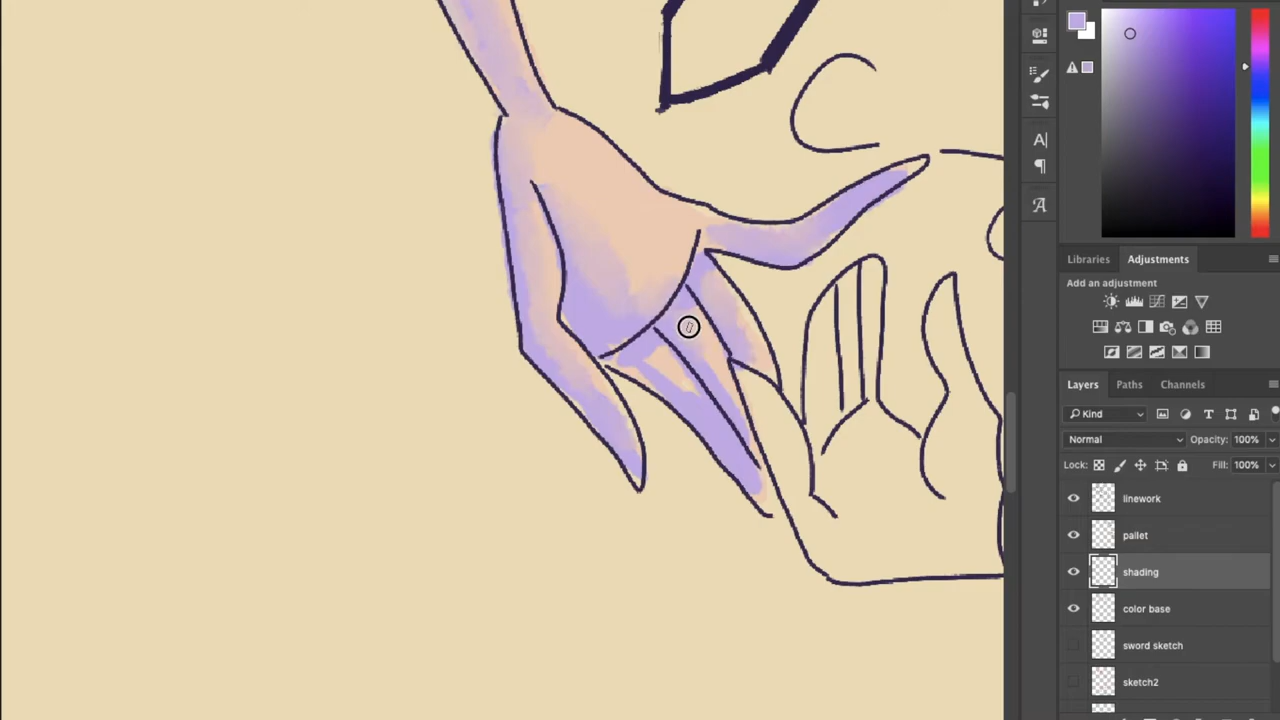 Libraries Adjustments
Add an adjustment
Layers Paths Channels
Kind
Normal Opacity: 100%
Lock: Fill: 100%
linework
pallet
shading
color base
sword sketch
sketch2